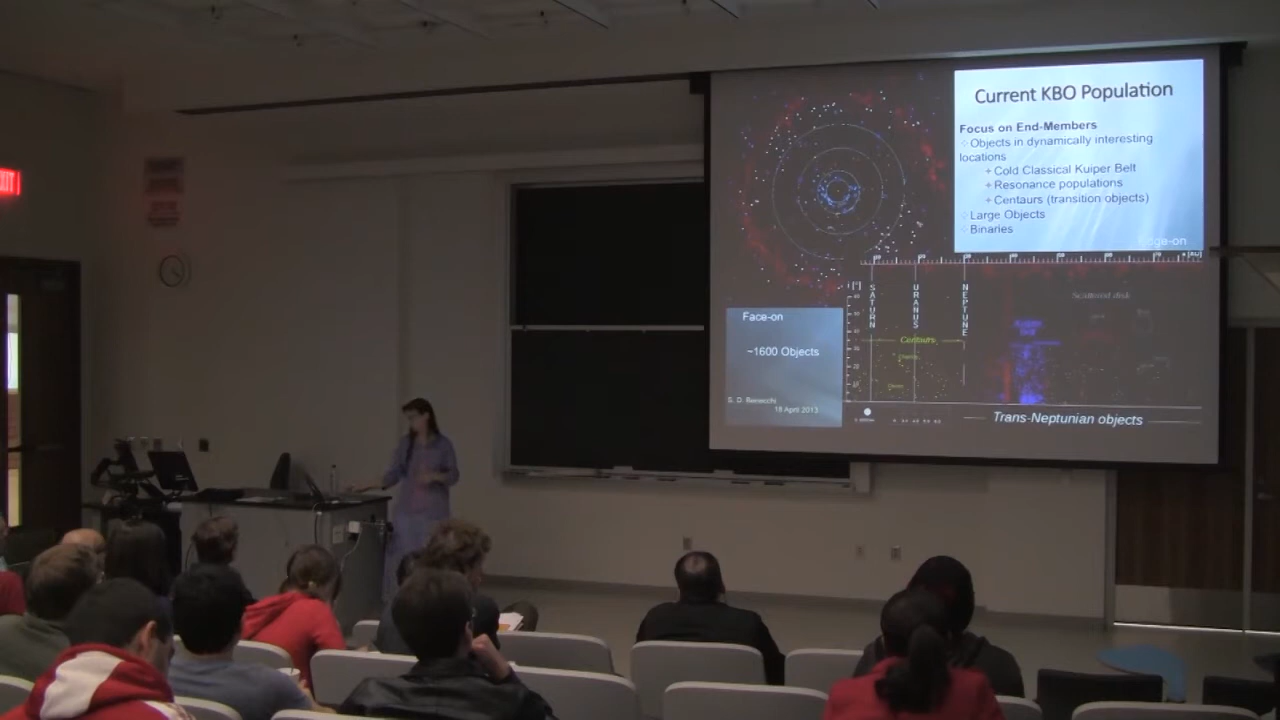 EXIT
Current KBO Population
Focus on End-Members
Objects in dynamically interesting
locations
+ Cold Classical Kuiper Belt
+ Resonance populations
+ Centaurs (transition objects)
Large Objects
Binaries
Edge-on
SATURN
URANUS
NEPTUNE
Scattered disk
Centaurs
Face-on
~1600 Objects
S. D. Benecchi
18 April 2013
Trans-Neptunian objects